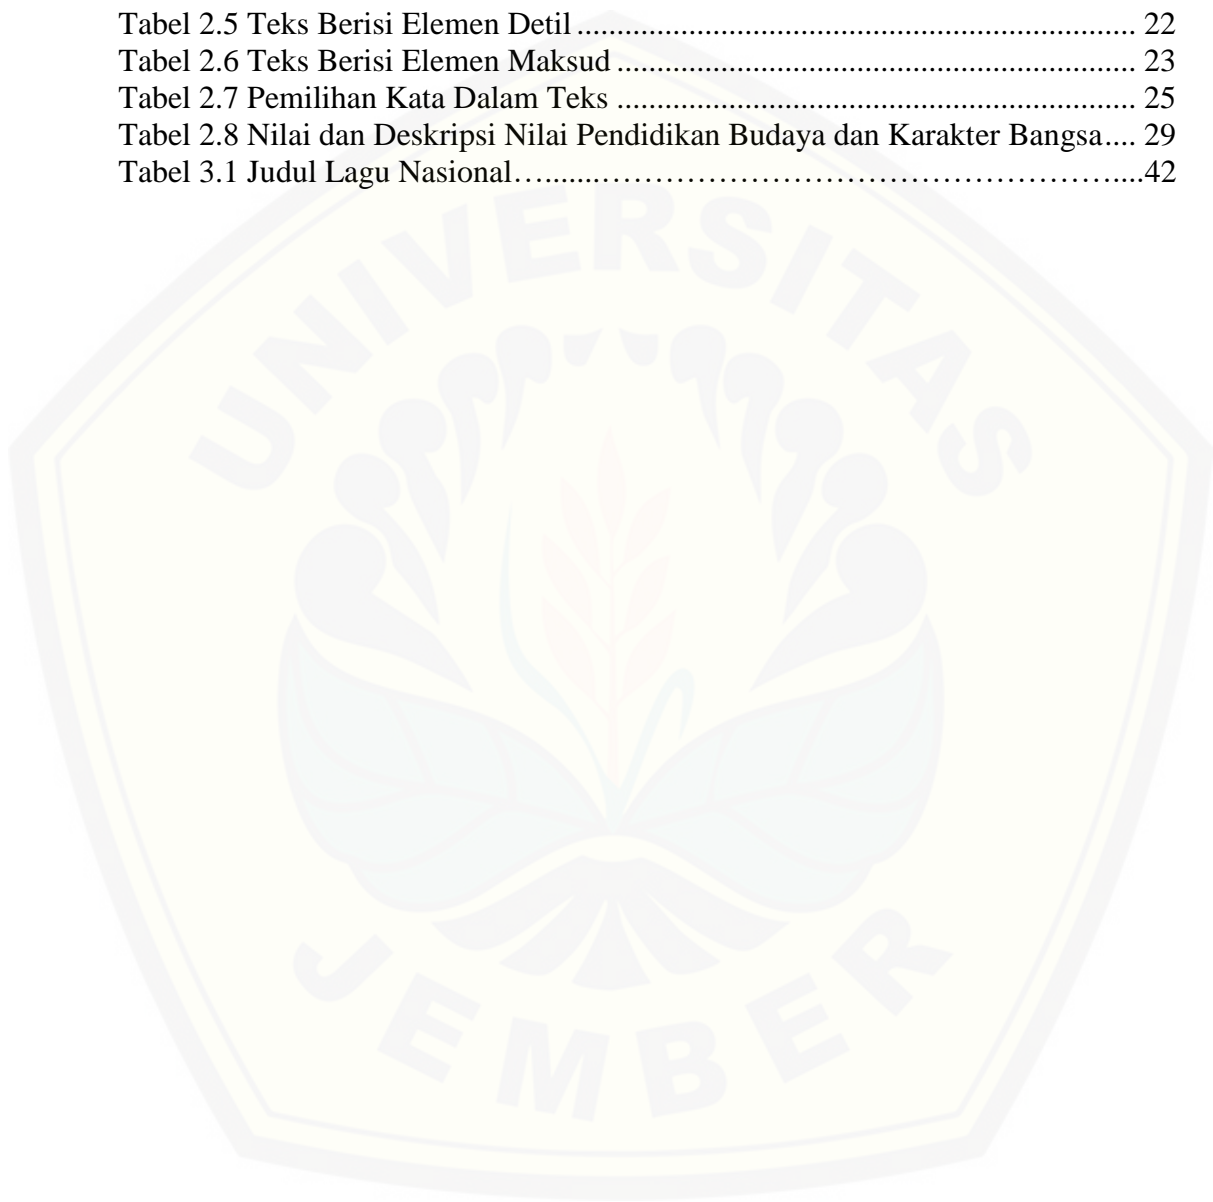 Tabel 2.5 Teks Berisi Elemen Detil ..................................................................... 22
Tabel 2.6 Teks Berisi Elemen Maksud ................................................................ 23
Tabel 2.7 Pemilihan Kata Dalam Teks ................................................................ 25
Tabel 2.8 Nilai dan Deskripsi Nilai Pendidikan Budaya dan Karakter Bangsa.... 29
Tabel 3.1 Judul Lagu Nasional….......…………………………………………....42
UNIVERSITAS
JEMBER